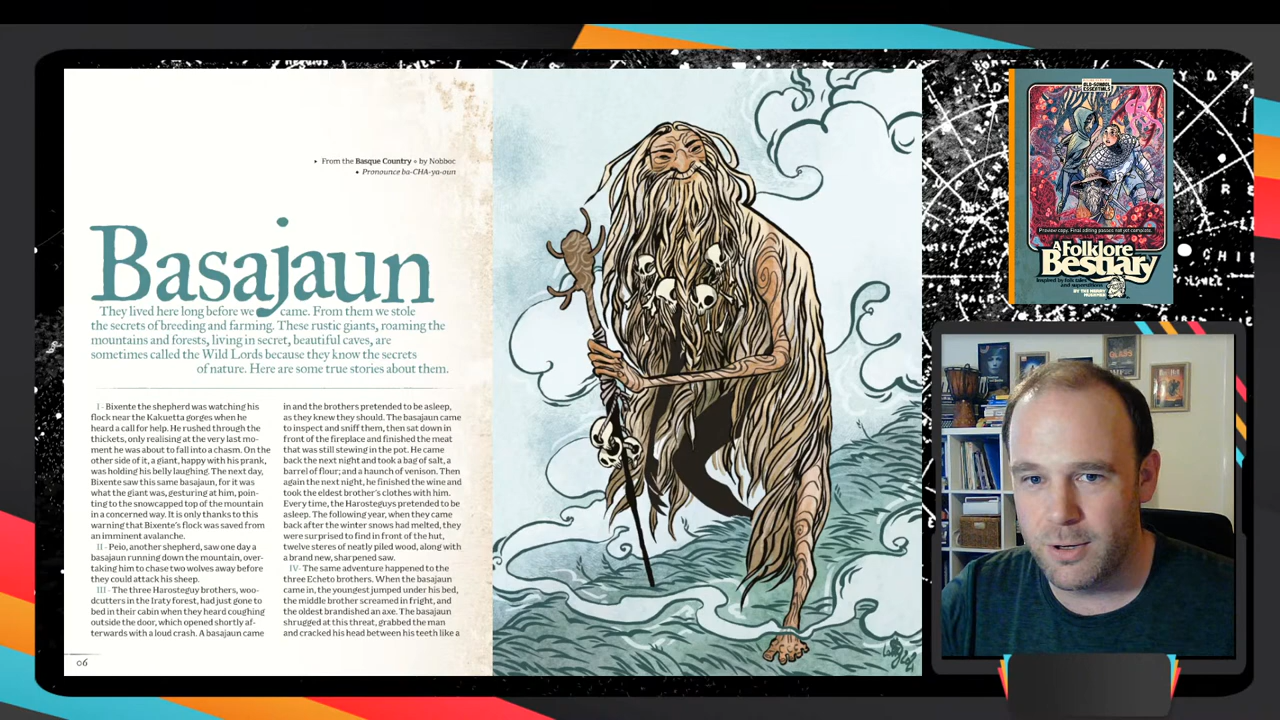 ‣ From the Basque Country » by Nobboc
‣ Pronounce ba-CHA-ya-oun
Basajaun
They lived here long before we came. From them we stole
the secrets of breeding and farming. These rustic giants, roaming the
mountains and forests, living in secret, beautiful caves, are
sometimes called the Wild Lords because they know the secrets
of nature. Here are some true stories about them.
I - Bixente the shepherd was watching his
flock near the Kakuetta gorges when he
heard a call for help. He rushed through the
thickets, only realising at the very last mo-
ment he was about to fall into a chasm. On the
other side of it, a giant, happy with his prank,
was holding his belly laughing. The next day,
Bixente saw this same basajaun, for it was
what the giant was, gesturing at him, poin-
ting to the snowcapped top of the mountain
in a concerned way. It is only thanks to this
warning that Bixente's flock was saved from
an imminent avalanche.
II - Peio, another shepherd, saw one day a
basajaun running down the mountain, over-
taking him to chase two wolves away before
they could attack his sheep.
III - The three Harosteguy brothers, woo-
dcutters in the Iraty forest, had just gone to
bed in their cabin when they heard coughing
outside the door, which opened shortly af-
terwards with a loud crash. A basajaun came
in and the brothers pretended to be asleep,
as they knew they should. The basajaun came
to inspect and sniff them, then sat down in
front of the fireplace and finished the meat
that was still stewing in the pot. He came
back the next night and took a bag of salt, a
barrel of flour; and a haunch of venison. Then
again the next night, he finished the wine and
took the eldest brother's clothes with him.
Every time, the Harosteguys pretended to be
asleep. The following year, when they came
back after the winter snows had melted, they
were surprised to find in front of the hut,
twelve steres of neatly piled wood, along with
a brand new, sharpened saw.
IV- The same adventure happened to the
three Echeto brothers. When the basajaun
came in, the youngest jumped under his bed,
the middle brother screamed in fright, and
the oldest brandished an axe. The basajaun
shrugged at this threat, grabbed the man
and cracked his head between his teeth like a
06
OLD-SCHOOL
ESSENTIALS
Preview copy. Final editing passes not yet complete.
A Folklore
Bestiary
Inspired by Folk tales
and superstitions
BY THE MERRY
MUSHMEN